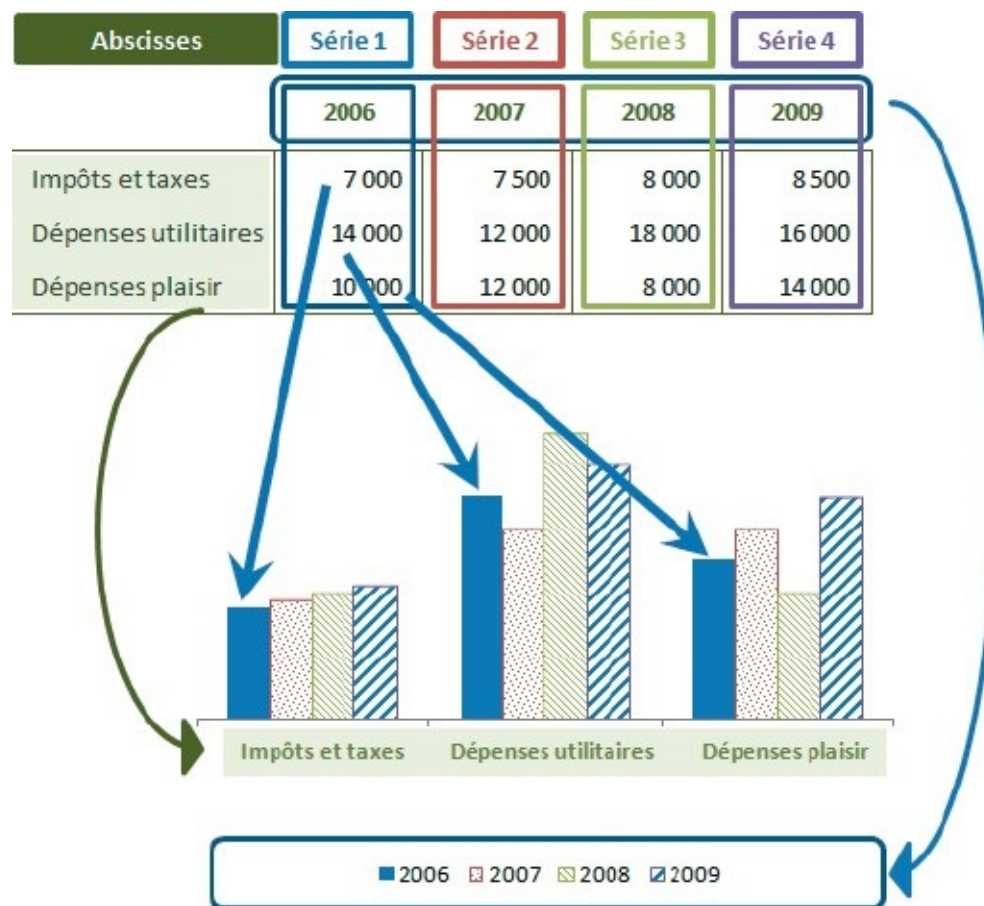 Abscisses Série 1 Série 2 Série 3 Série 4
2006 2007 2008 2009
Impôts et taxes 7 000 7 500 8 000 8 500
Dépenses utilitaires 14 000 12 000 18 000 16 000
Dépenses plaisir 10 000 12 000 8 000 14 000
Impôts et taxes Dépenses utilitaires Dépenses plaisir
2006 2007 2008 2009